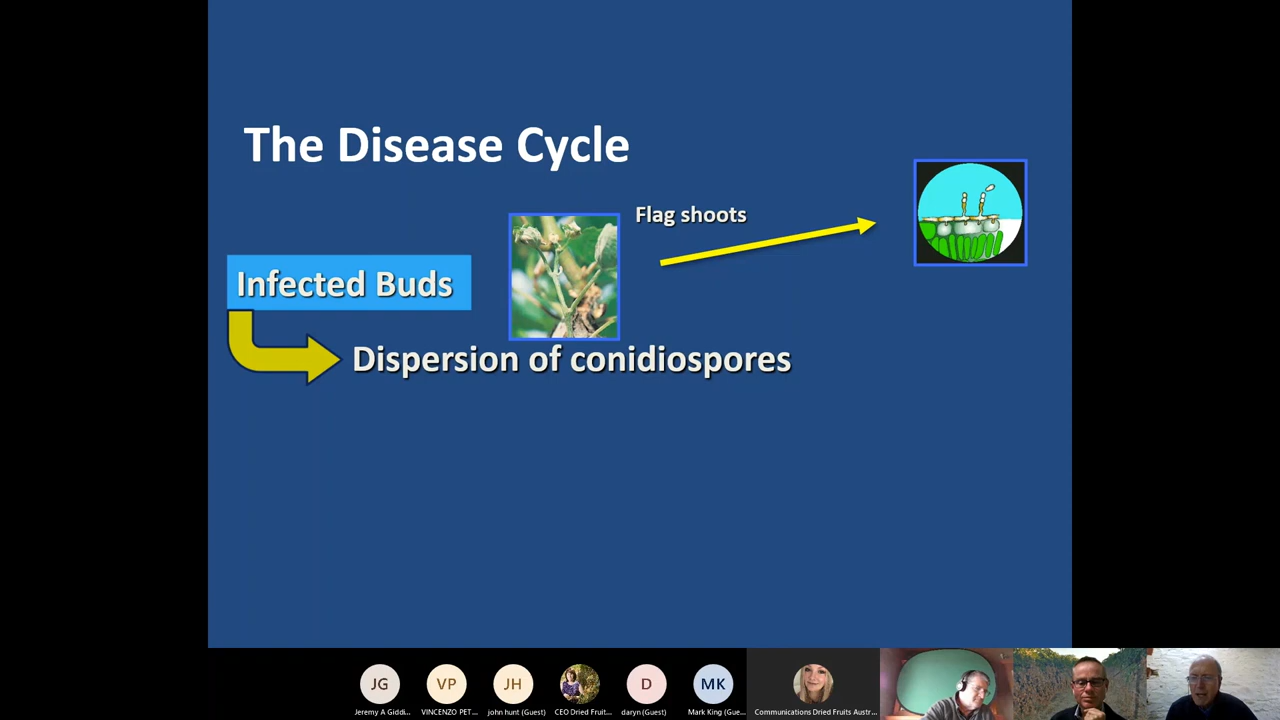 The Disease Cycle
Flag shoots
Infected Buds
Dispersion of conidiospores
JG
VP
JH
D
MK
Jeremy A Giddi...
VINCENZO PET...
john hunt (Guest)
CEO Dried Fruit...
daryn (Guest)
Mark King (Gue...
Communications Dried Fruits Austr...